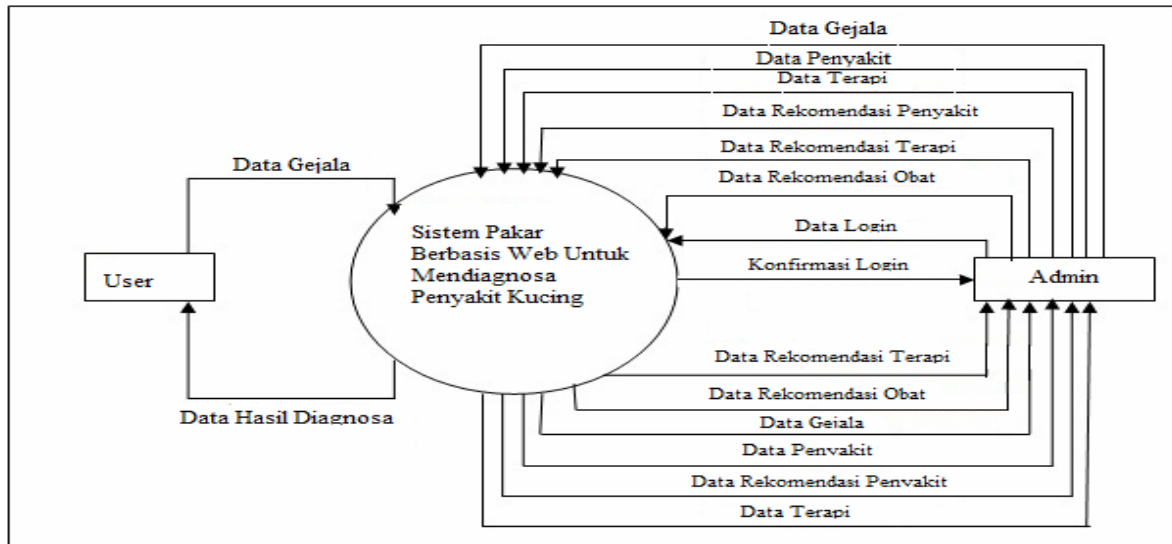 Data Gejala
Data Penyakit
Data Terapi
Data Rekomendasi Penyakit
Data Rekomendasi Terapi
Data Rekomendasi Obat
Data Login
Konfirmasi Login
Data Gejala
User
Sistem Pakar
Berbasis Web Untuk
Mendiagnosa
Penyakit Kucing
Admin
Data Hasil Diagnosa
Data Rekomendasi Terapi
Data Rekomendasi Obat
Data Gejala
Data Penyakit
Data Rekomendasi Penyakit
Data Terapi